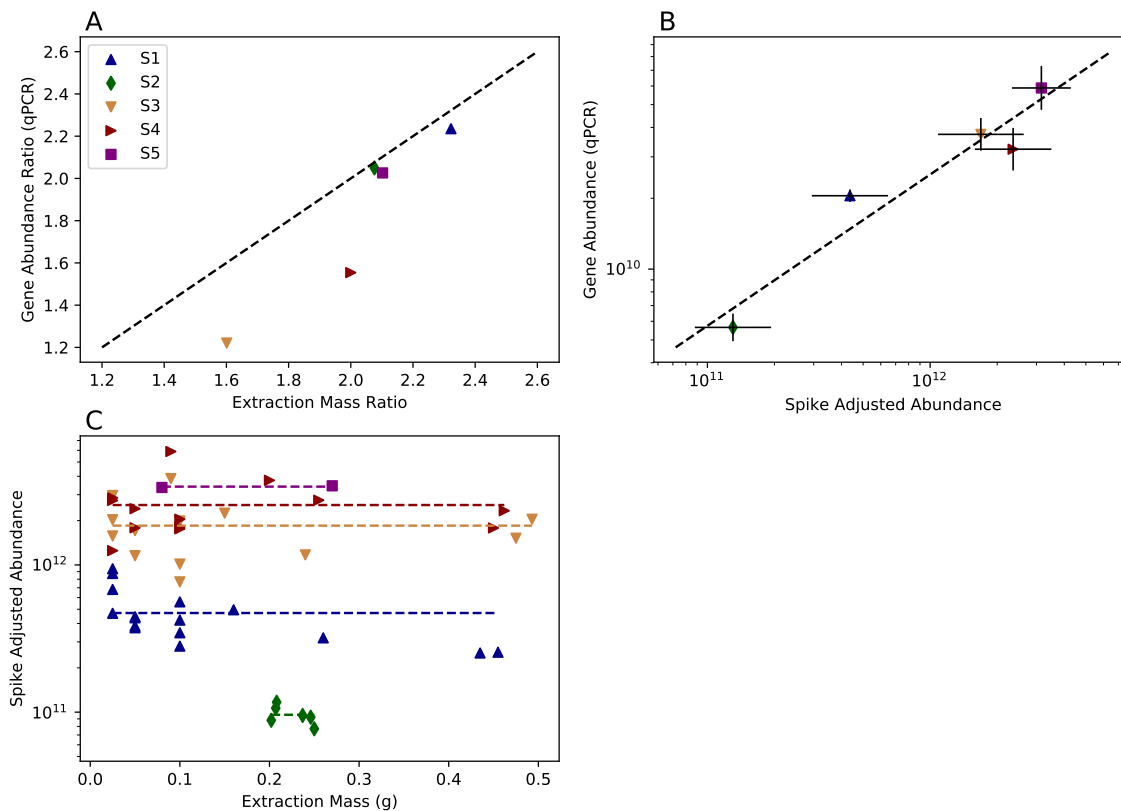 A
Gene Abundance Ratio (qPCR)
2.6
2.4
2.2
2.0
1.8
1.6
1.4
1.2
S1
S2
S3
S4
S5
1.2 1.4 1.6 1.8 2.0 2.2 2.4 2.6
Extraction Mass Ratio
B
Gene Abundance (qPCR)
10¹⁰
10¹¹ 10¹²
Spike Adjusted Abundance
C
Spike Adjusted Abundance
10¹²
10¹¹
0.0 0.1 0.2 0.3 0.4 0.5
Extraction Mass (g)